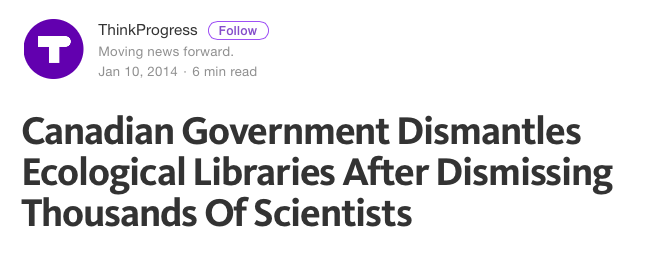 ThinkProgress Follow
Moving news forward.
Jan 10, 2014 · 6 min read
Canadian Government Dismantles
Ecological Libraries After Dismissing
Thousands Of Scientists